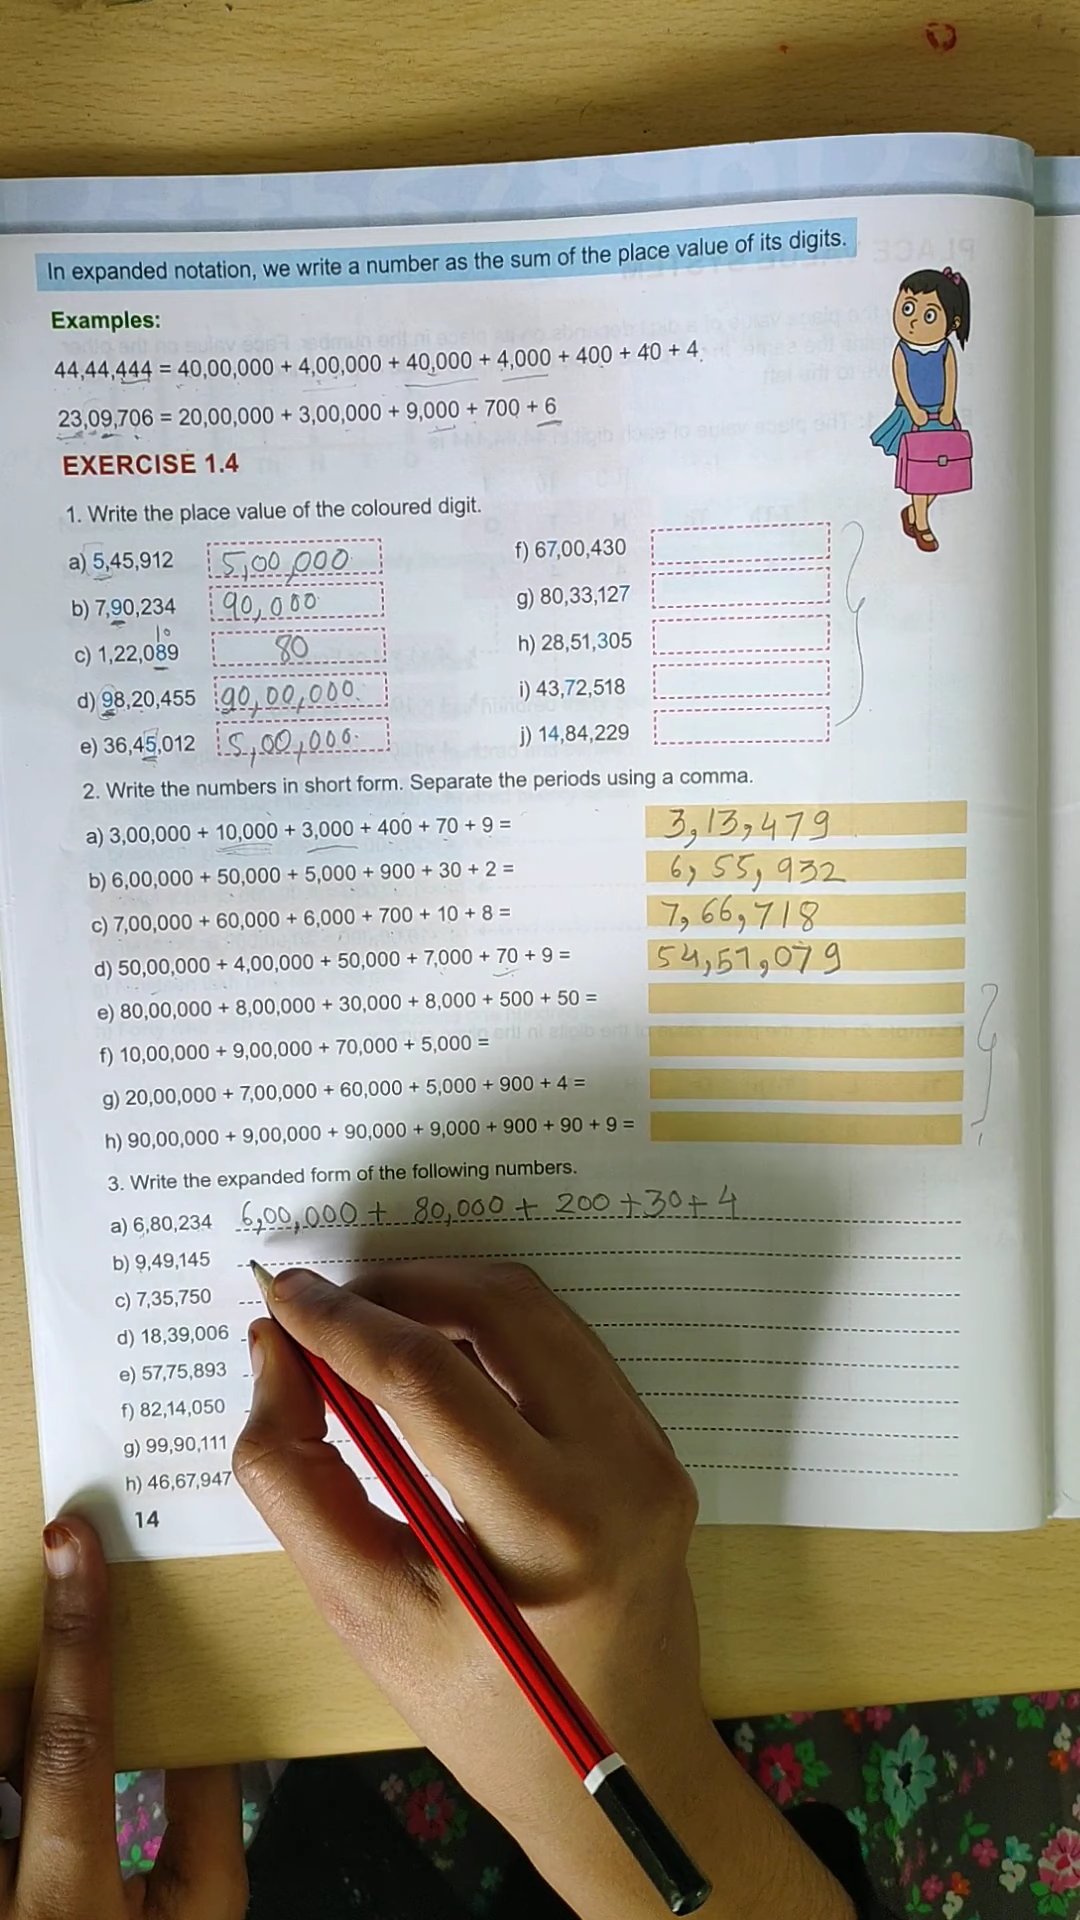 In expanded notation, we write a number as the sum of the place value of its digits.
Examples:
44,44,444 = 40,00,000 + 4,00,000 + 40,000 + 4,000 + 400 + 40 + 4.
23,09,706 = 20,00,000 + 3,00,000 + 9,000 + 700 + 6
EXERCISE 1.4
1. Write the place value of the coloured digit.
a) 5,45,912 5,00,000
f) 67,00,430
b) 7,90,234 90,000
g) 80,33,127
10
c) 1,22,089 80
h) 28,51,305
d) 98,20,455 90,00,000
i) 43,72,518
e) 36,45,012 5,00,000
j) 14,84,229
2. Write the numbers in short form. Separate the periods using a comma.
a) 3,00,000 + 10,000 + 3,000 + 400 + 70 + 9 = 3,13,479
b) 6,00,000 + 50,000 + 5,000 + 900 + 30 + 2 = 6,55,932
c) 7,00,000 + 60,000 + 6,000 + 700 + 10 + 8 = 7,66,718
d) 50,00,000 + 4,00,000 + 50,000 + 7,000 + 70 + 9 = 54,57,079
e) 80,00,000 + 8,00,000 + 30,000 + 8,000 + 500 + 50 =
f) 10,00,000 + 9,00,000 + 70,000 + 5,000 =
g) 20,00,000 + 7,00,000 + 60,000 + 5,000 + 900 + 4 =
h) 90,00,000 + 9,00,000 + 90,000 + 9,000 + 900 + 90 + 9 =
3. Write the expanded form of the following numbers.
a) 6,80,234 6,00,000 + 80,000 + 200 + 30 + 4
b) 9,49,145
c) 7,35,750
d) 18,39,006
e) 57,75,893
f) 82,14,050
g) 99,90,111
h) 46,67,947
14